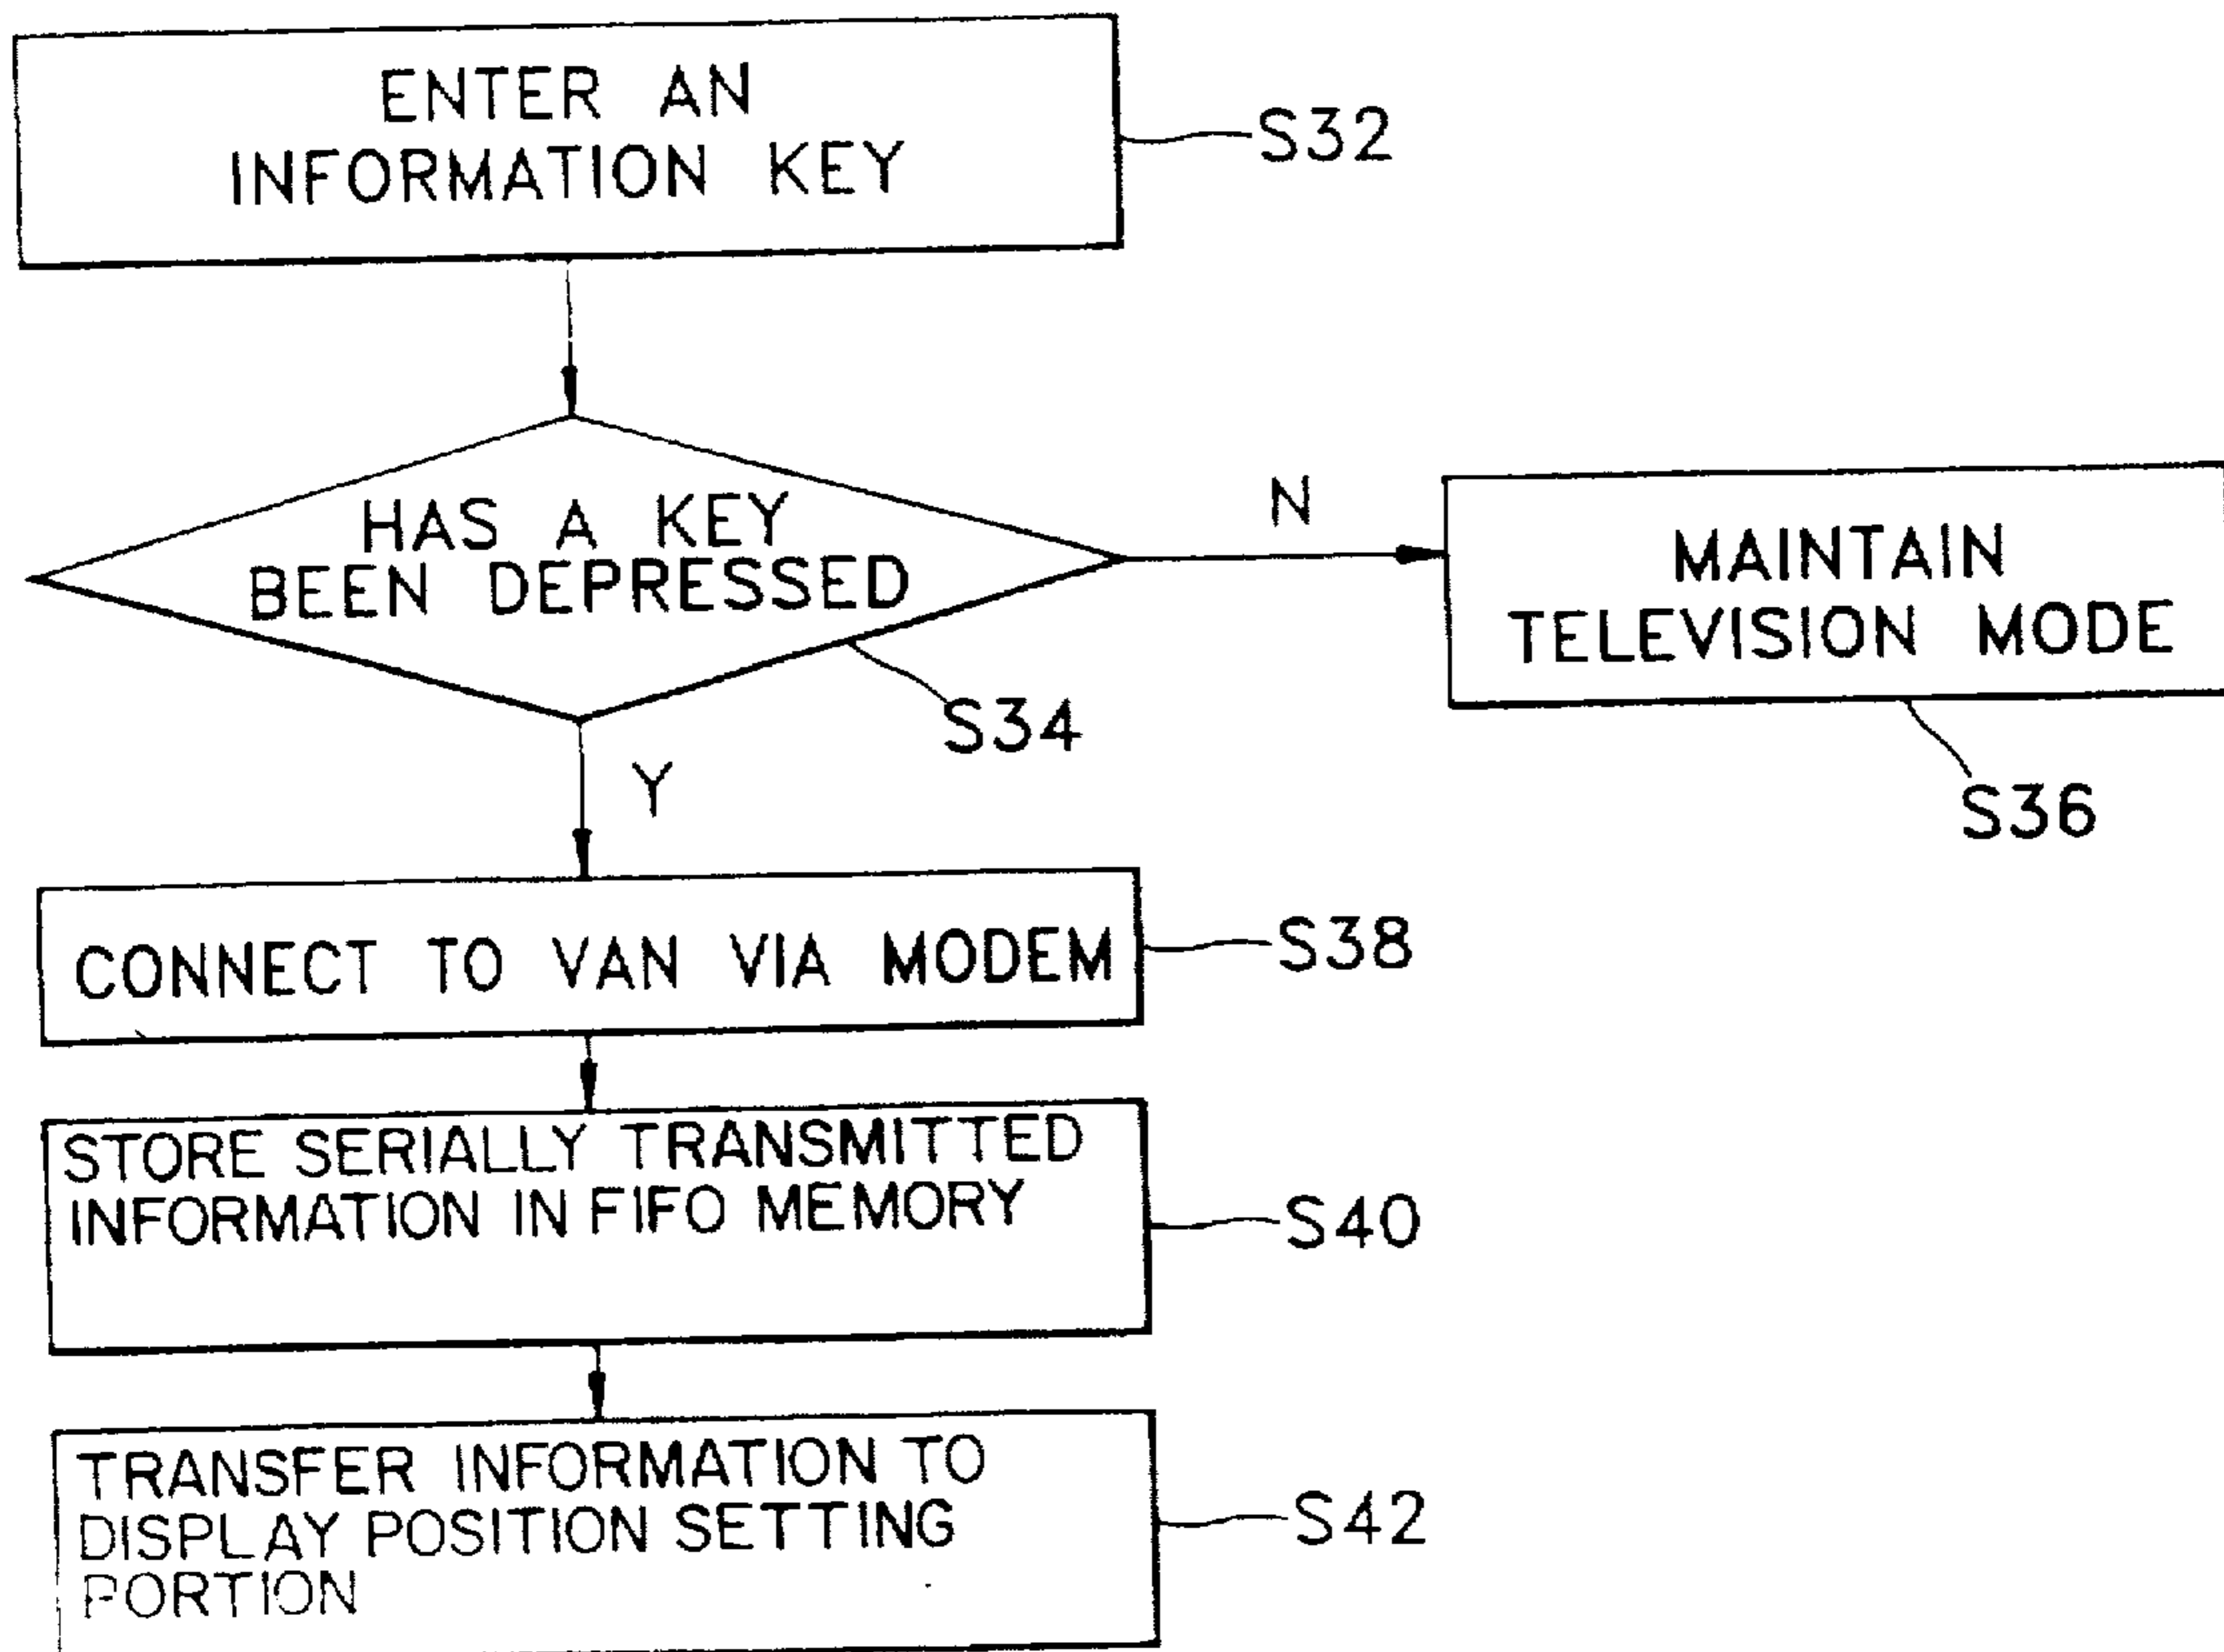 ENTER AN
INFORMATION KEY
S32
HAS A KEY
BEEN DEPRESSED
S34
N
MAINTAIN
TELEVISION MODE
S36
Y
CONNECT TO VAN VIA MODEM
S38
STORE SERIALLY TRANSMITTED
INFORMATION IN FIFO MEMORY
S40
TRANSFER INFORMATION TO
DISPLAY POSITION SETTING
PORTION
S42